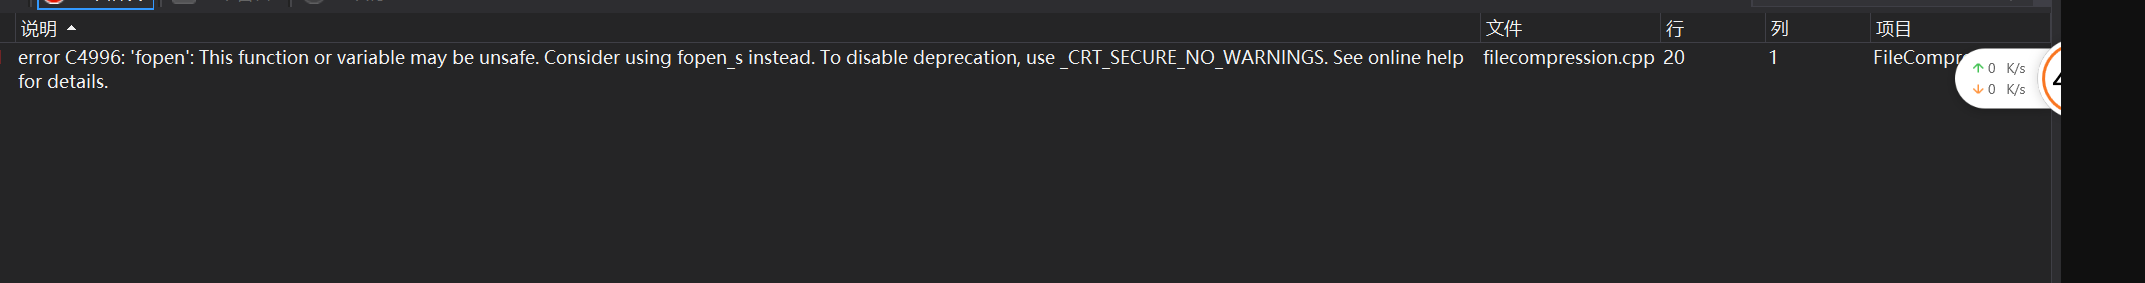 说明 文件 行 列 项目
error C4996: 'fopen': This function or variable may be unsafe. Consider using fopen_s instead. To disable deprecation, use _CRT_SECURE_NO_WARNINGS. See online help filecompression.cpp 20 1
for details.
0 K/s
0 K/s